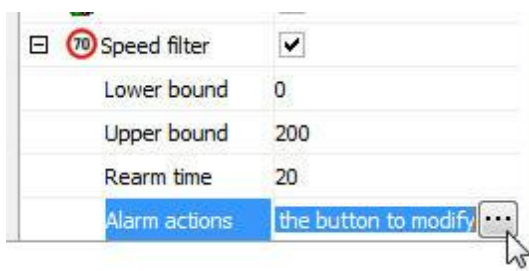 70 Speed filter
Lower bound 0
Upper bound 200
Rearm time 20
Alarm actions the button to modify ...